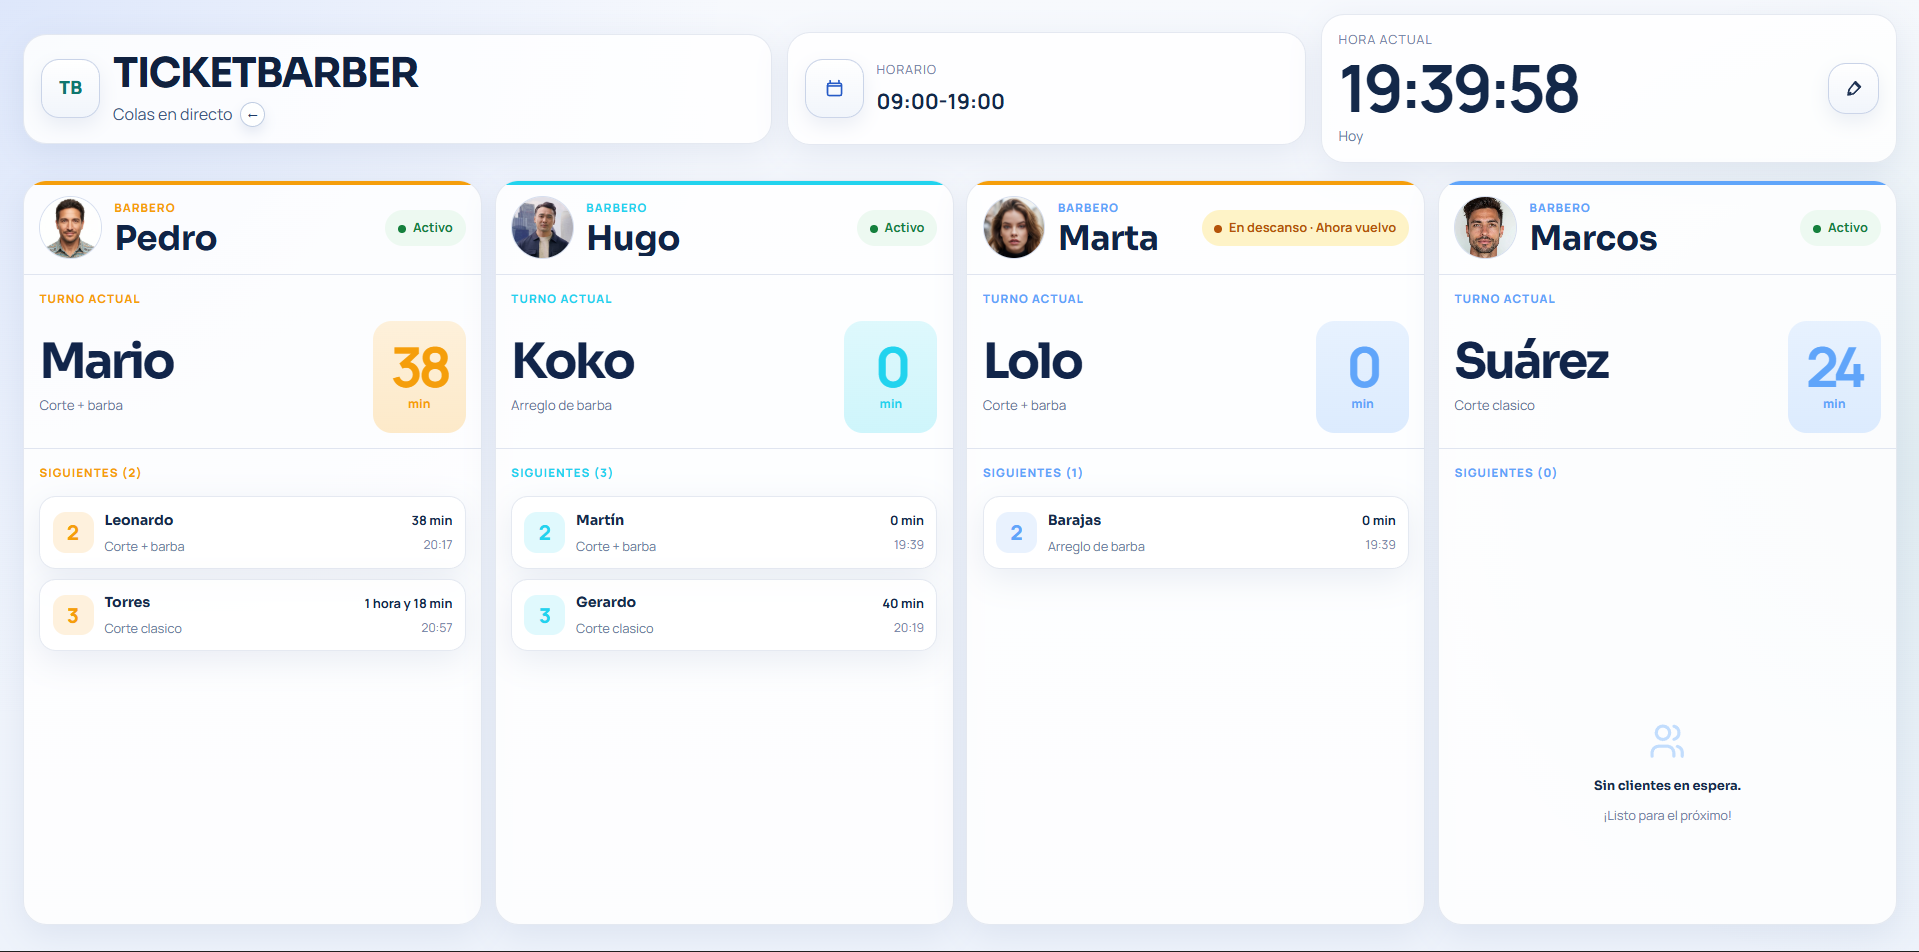 TB
TICKETBARBER
Colas en directo ←
HORARIO
09:00-19:00
HORA ACTUAL
19:39:58
Hoy
BARBERO
Pedro
Activo
TURNO ACTUAL
Mario
Corte + barba
38
min
SIGUIENTES (2)
2
Leonardo
Corte + barba
38 min
20:17
3
Torres
Corte clasico
1 hora y 18 min
20:57
BARBERO
Hugo
Activo
TURNO ACTUAL
Koko
Arreglo de barba
0
min
SIGUIENTES (3)
2
Martín
Corte + barba
0 min
19:39
3
Gerardo
Corte clasico
40 min
20:19
BARBERO
Marta
En descanso · Ahora vuelvo
TURNO ACTUAL
Lolo
Corte + barba
0
min
SIGUIENTES (1)
2
Barajas
Arreglo de barba
0 min
19:39
BARBERO
Marcos
Activo
TURNO ACTUAL
Suárez
Corte clasico
24
min
SIGUIENTES (0)
Sin clientes en espera.
¡Listo para el próximo!